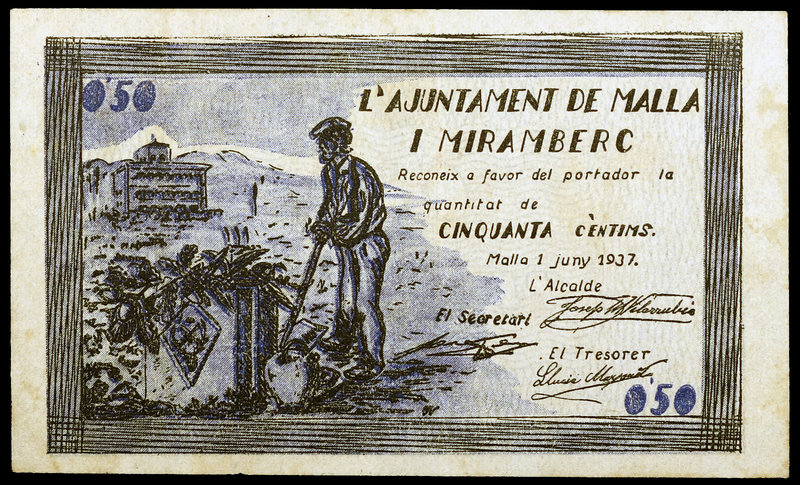 0'50
L'AJUNTAMENT DE MALLA
I MIRAMBERC
Reconeix a favor del portador la
quantitat de
CINQUANTA CÈNTIMS.
Malla 1 juny 1937.
L'Alcalde
El Secretari
El Tresorer
Lluis
0'50